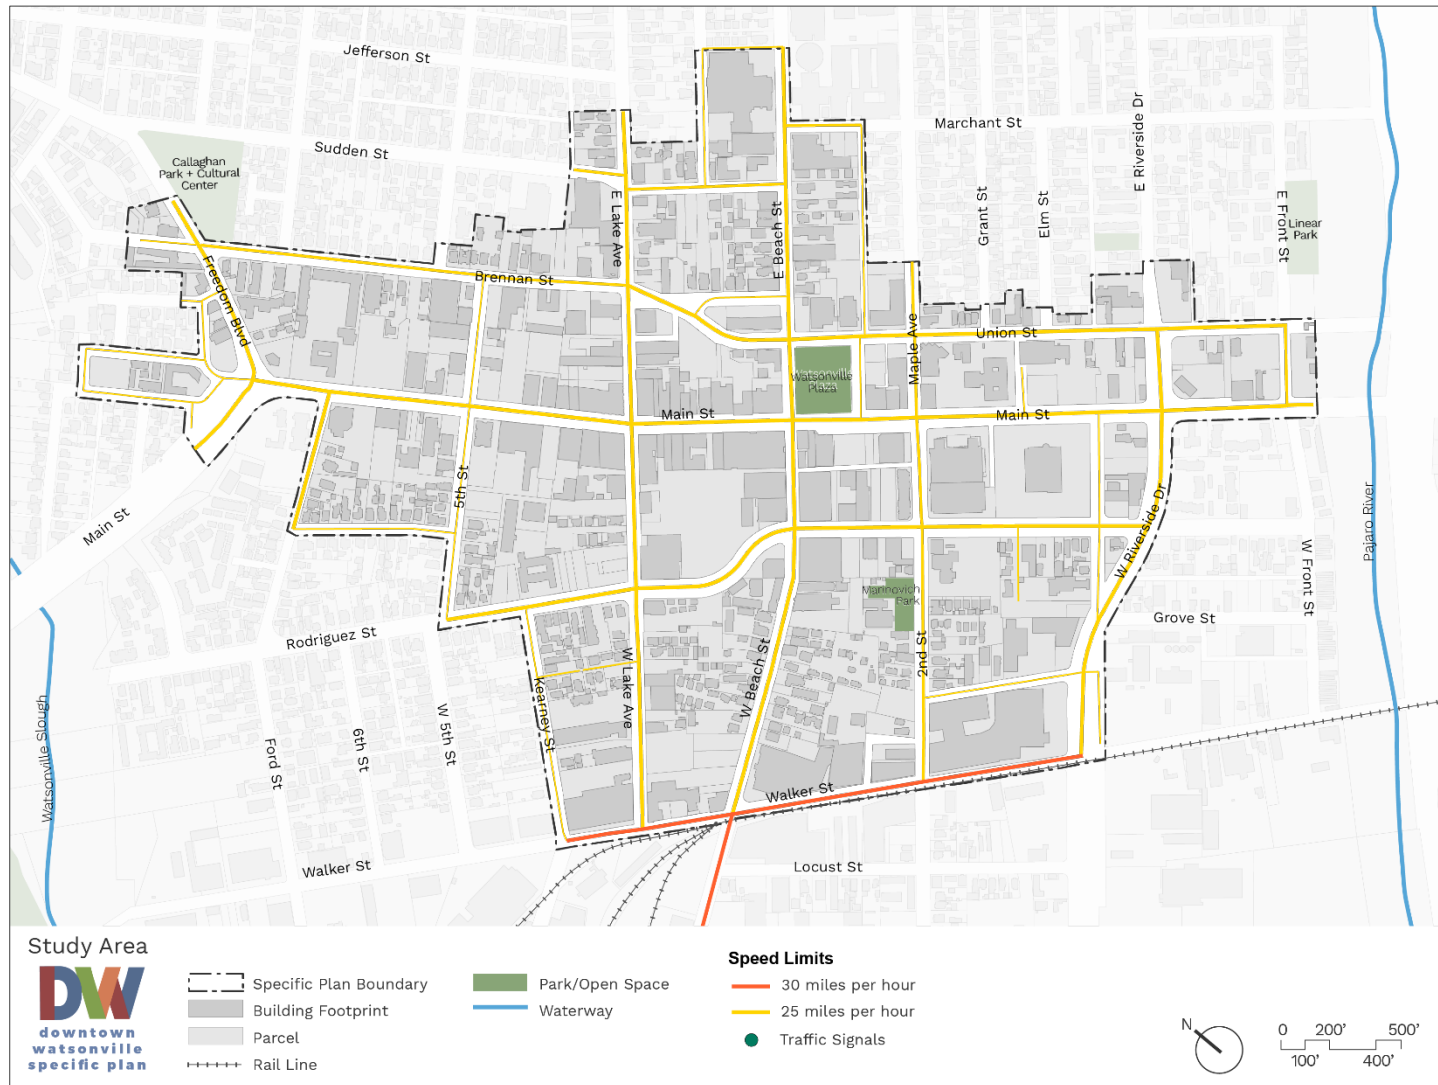 Jefferson St
Marchant St
E Riverside Dr
Sudden St
Callaghan
Park + Cultural
Center
E Lake Ave
E Beach St
Grant St
Elm St
E Front St
Linear
Park
Freedom Blvd
Brennan St
Maple Ave
Union St
Watsonville
Plaza
Main St
Main St
5th St
Main St
W Riverside Dr
Pajaro River
W Front St
Marinovich
Park
Grove St
Rodriguez St
2nd St
W Lake Ave
W Beach St
Kearney St
Watsonville Slough
Ford St
6th St
W 5th St
Walker St
Walker St
Locust St
Study Area
DW
downtown
watsonville
specific plan
Specific Plan Boundary
Building Footprint
Parcel
Rail Line
Park/Open Space
Waterway
Speed Limits
30 miles per hour
25 miles per hour
Traffic Signals
N
0 200' 500'
100' 400'